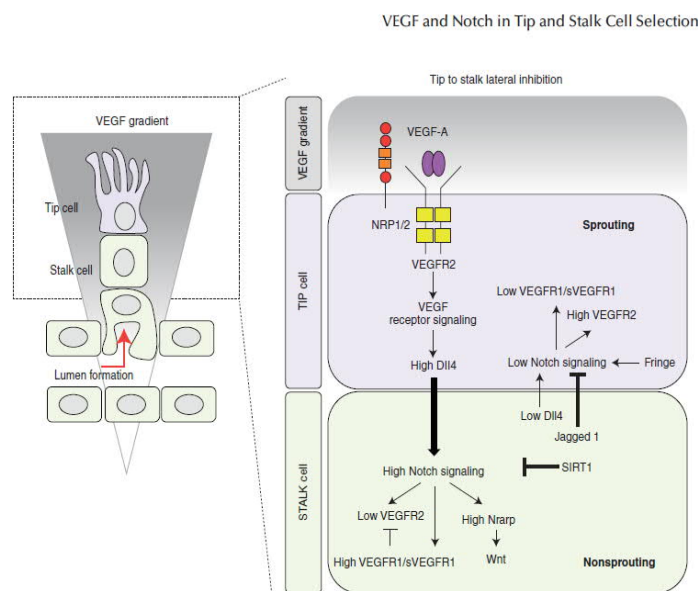 VEGF and Notch in Tip and Stalk Cell Selection
Tip to stalk lateral inhibition
VEGF gradient
Tip cell
Stalk cell
Lumen formation
VEGF gradient
TIP cell
STALK cell
VEGF-A
NRP1/2
VEGFR2
VEGF
receptor signaling
High Dll4
Sprouting
Low VEGFR1/sVEGFR1
High VEGFR2
Low Notch signaling
Fringe
Low Dll4
Jagged 1
SIRT1
High Notch signaling
Low VEGFR2
High Nrarp
High VEGFR1/sVEGFR1
Wnt
Nonsprouting